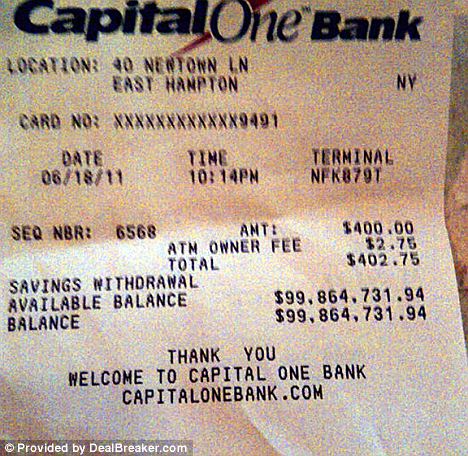 Capital One Bank
LOCATION: 40 NEWTOWN LN
EAST HAMPTON NY
CARD NO: XXXXXXXXXXXX9491
DATE TIME TERMINAL
06/18/11 10:14PM NFK879T
SEQ NBR: 6568 AMT: $400.00
ATM OWNER FEE $2.75
TOTAL $402.75
SAVINGS WITHDRAWAL
AVAILABLE BALANCE $99,864,731.94
BALANCE $99,864,731.94
THANK YOU
WELCOME TO CAPITAL ONE BANK
CAPITALONEBANK.COM
© Provided by DealBreaker.com